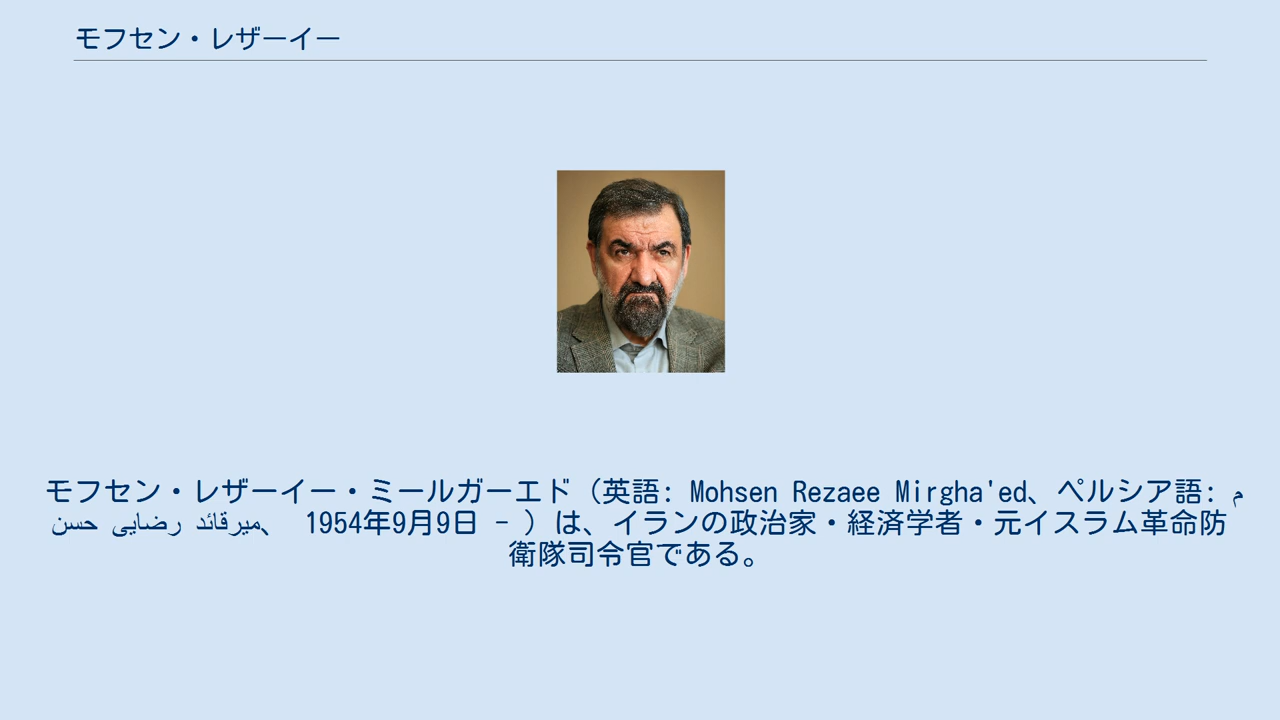 モフセン・レザーイー
モフセン・レザーイー・ミールガーエド（英語: Mohsen Rezaee Mirgha'ed、ペルシア語: م
حسن رضایی میرقائد、 1954年9月9日 - ）は、イランの政治家・経済学者・元イスラム革命防
衛隊司令官である。